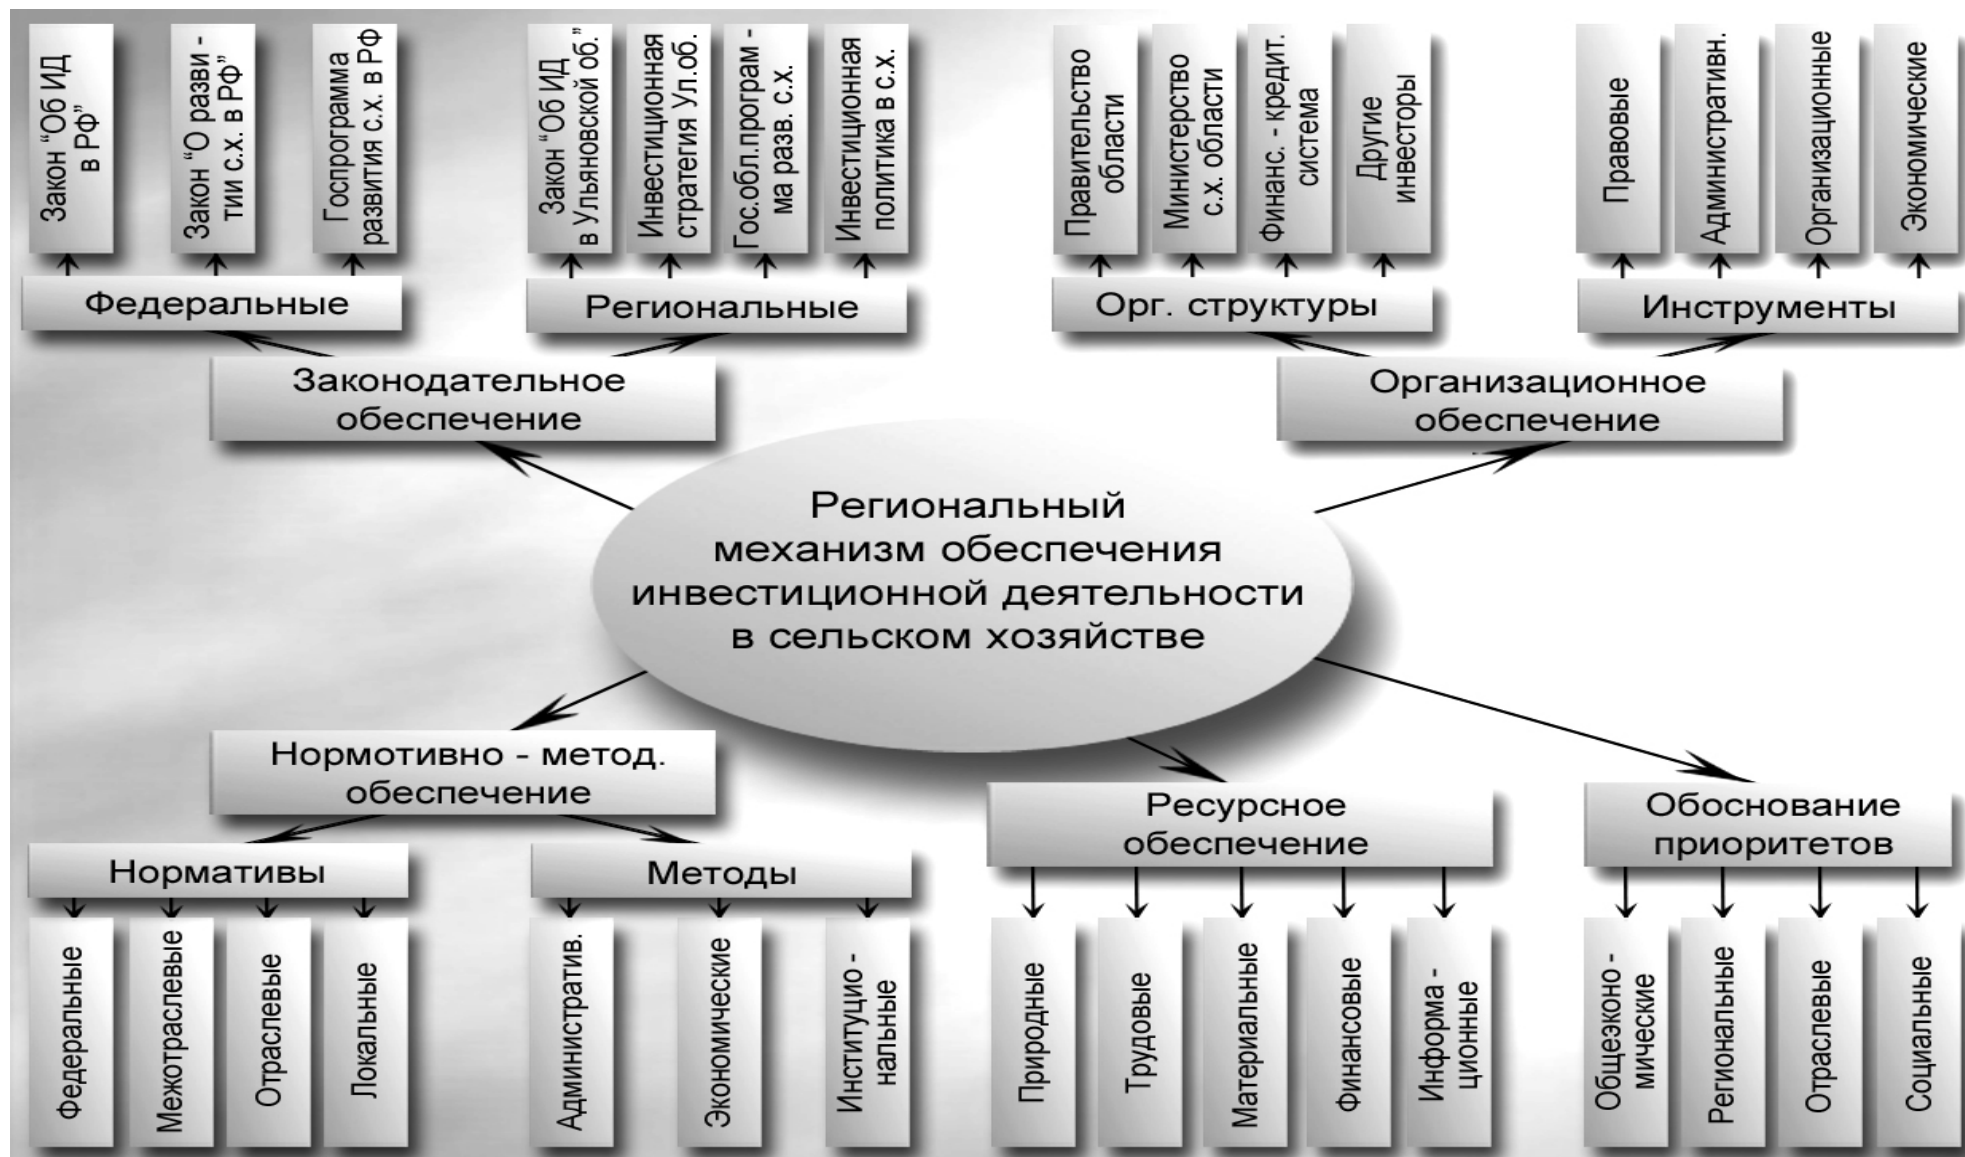 Закон “Об ИД
в РФ”
Закон “О разви -
тии с.х. в РФ”
Госпрограмма
развития с.х. в РФ
Закон “Об ИД
в Ульяновской об.”
Инвестиционная
стратегия Ул.об.
Гос.обл.програм -
ма разв. с.х.
Инвестиционная
политика в с.х.
Правительство
области
Министерство
с.х. области
Финанс. - кредит.
система
Другие
инвесторы
Правовые
Административн.
Организационные
Экономические
Федеральные
Региональные
Орг. структуры
Инструменты
Законодательное
обеспечение
Организационное
обеспечение
Региональный
механизм обеспечения
инвестиционной деятельности
в сельском хозяйстве
Нормотивно - метод.
обеспечение
Ресурсное
обеспечение
Обоснование
приоритетов
Нормативы
Методы
Федеральные
Межотраслевые
Отраслевые
Локальные
Административ.
Экономические
Институцио -
нальные
Природные
Трудовые
Материальные
Финансовые
Информа -
ционные
Общеэконо -
мические
Региональные
Отраслевые
Социальные